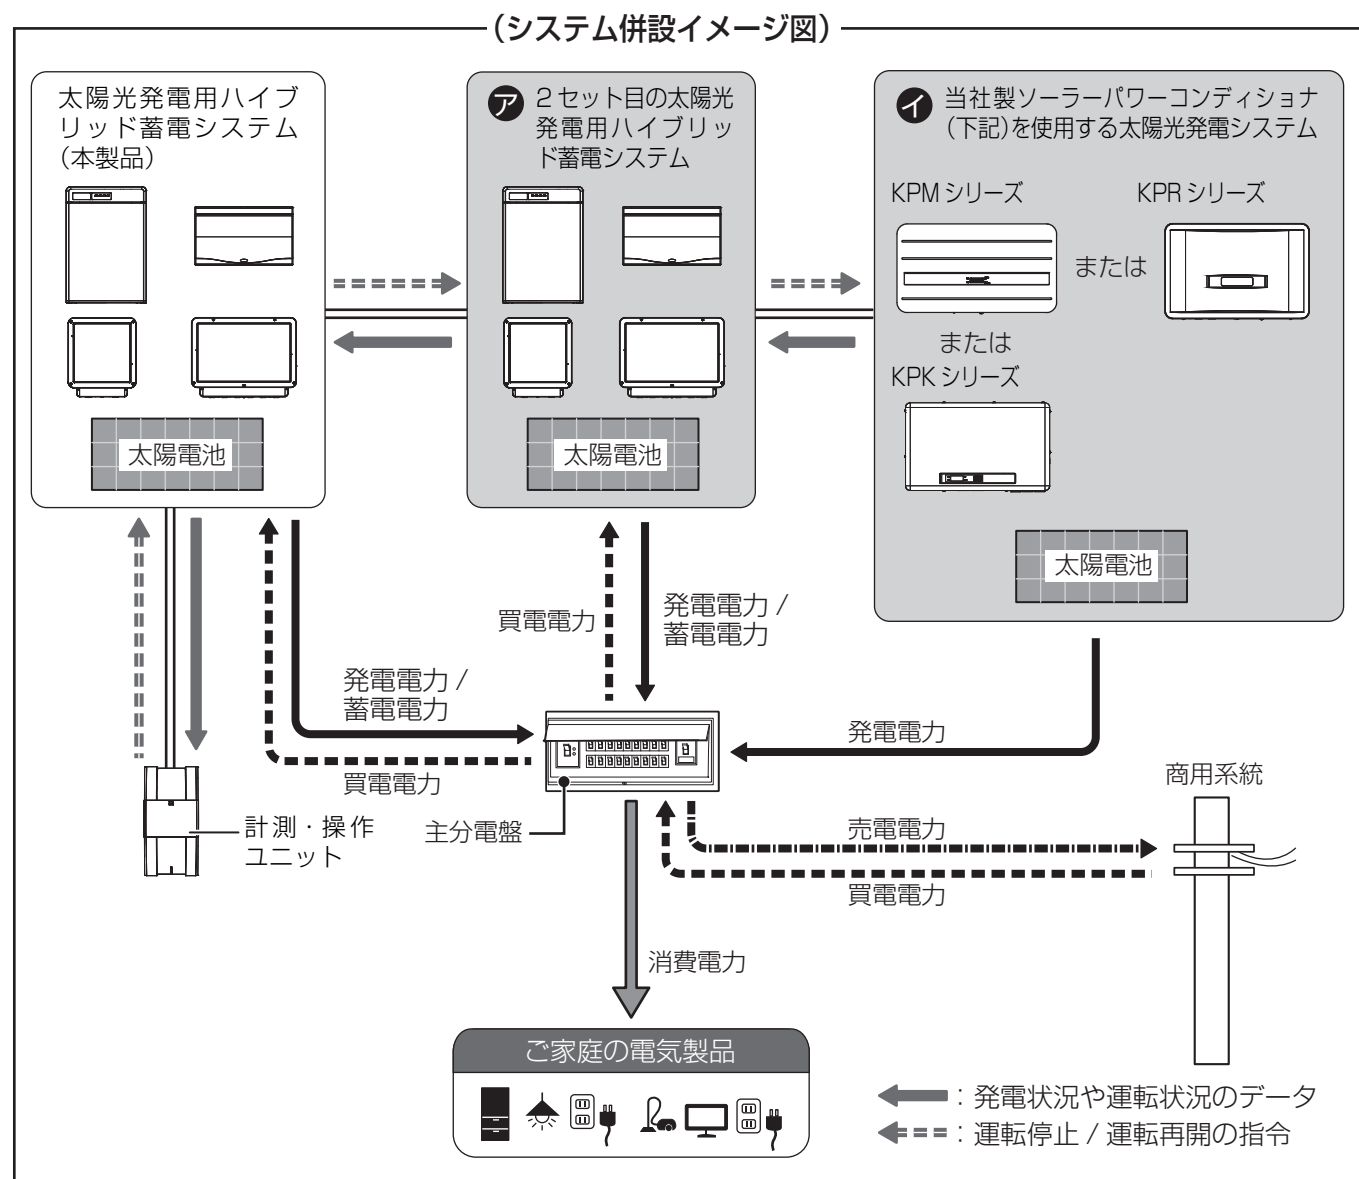 （システム併設イメージ図）
太陽光発電用ハイブ
リッド蓄電システム
（本製品）
太陽電池
ア
2セット目の太陽光
発電用ハイブリッ
ド蓄電システム
太陽電池
イ
当社製ソーラーパワーコンディショナ
（下記）を使用する太陽光発電システム
KPM シリーズ
または
KPR シリーズ
または
KPK シリーズ
太陽電池
買電電力
発電電力 /
蓄電電力
発電電力 /
蓄電電力
買電電力
発電電力
計測・操作
ユニット
主分電盤
商用系統
売電電力
買電電力
消費電力
ご家庭の電気製品
：発電状況や運転状況のデータ
：運転停止 / 運転再開の指令